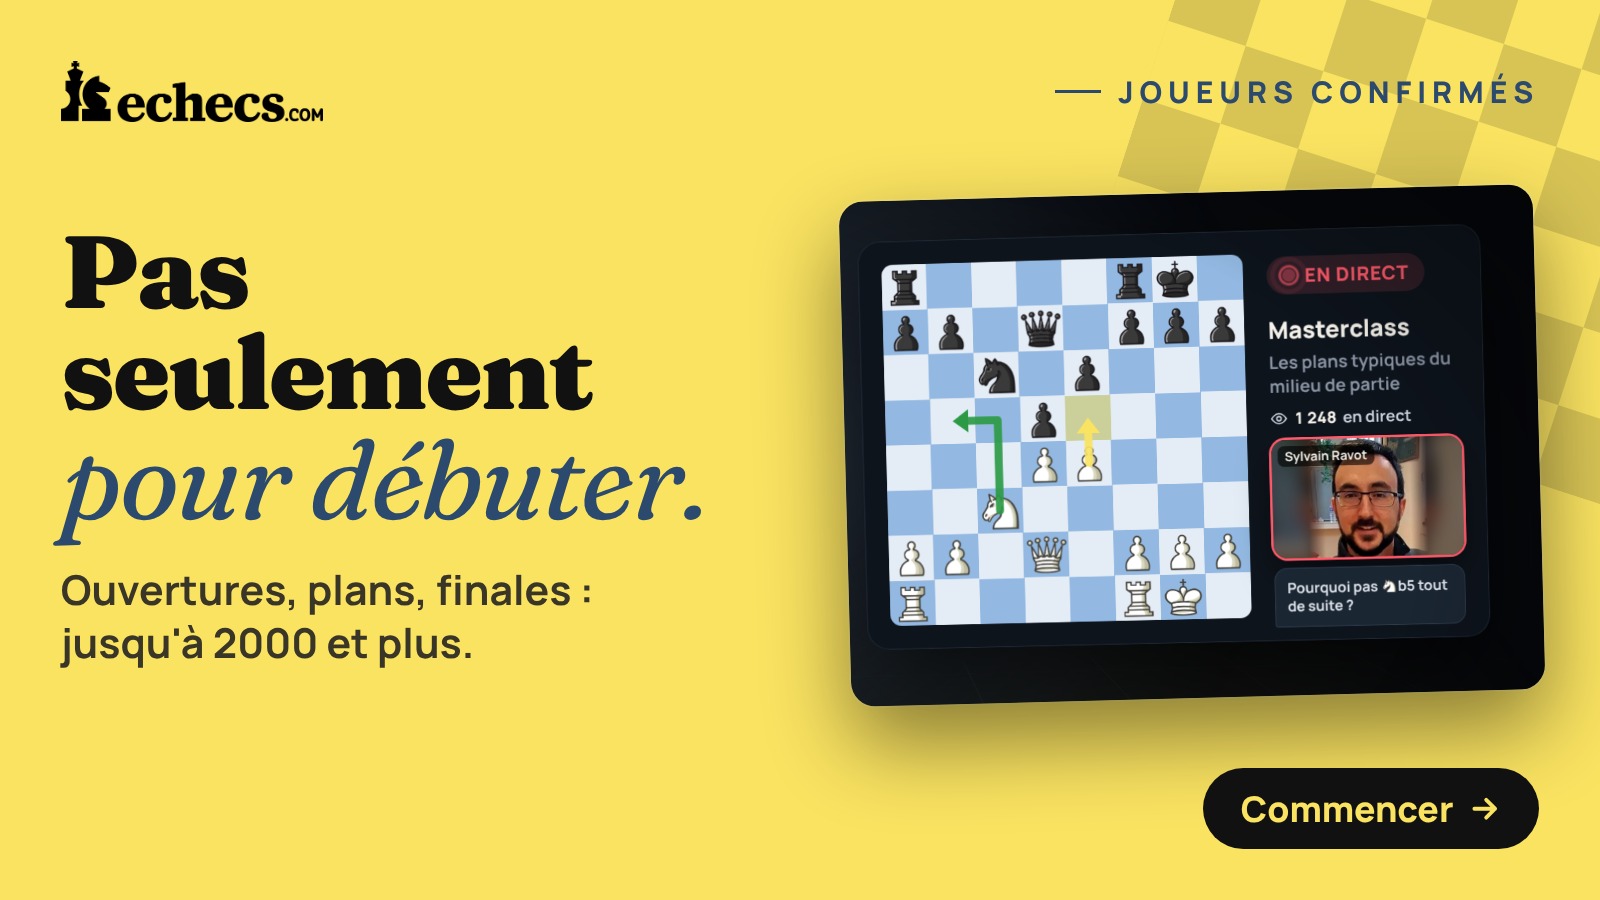 echecs.COM
JOUEURS CONFIRMÉS
Pas
seulement
pour débuter.
Ouvertures, plans, finales :
jusqu'à 2000 et plus.
EN DIRECT
Masterclass
Les plans typiques du
milieu de partie
1 248 en direct
Sylvain Ravot
Pourquoi pas ♞b5 tout
de suite ?
Commencer →